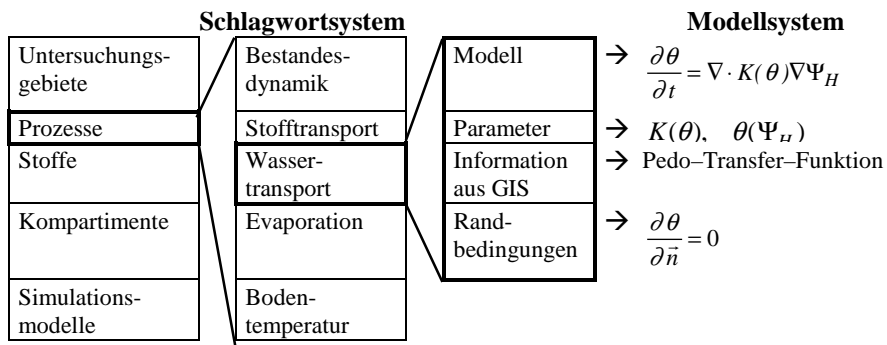 Schlagwortsystem
Modellsystem
Untersuchungs-
gebiete
Prozesse
Stoffe
Kompartimente
Simulations-
modelle
Bestandes-
dynamik
Stofftransport
Wasser-
transport
Evaporation
Boden-
temperatur
Modell
Parameter
Information
aus GIS
Rand-
bedingungen
→ ∂θ/∂t = ∇ · K(θ)∇Ψ_H
→ K(θ), θ(Ψ_H)
→ Pedo–Transfer–Funktion
→ ∂θ/∂n⃗ = 0